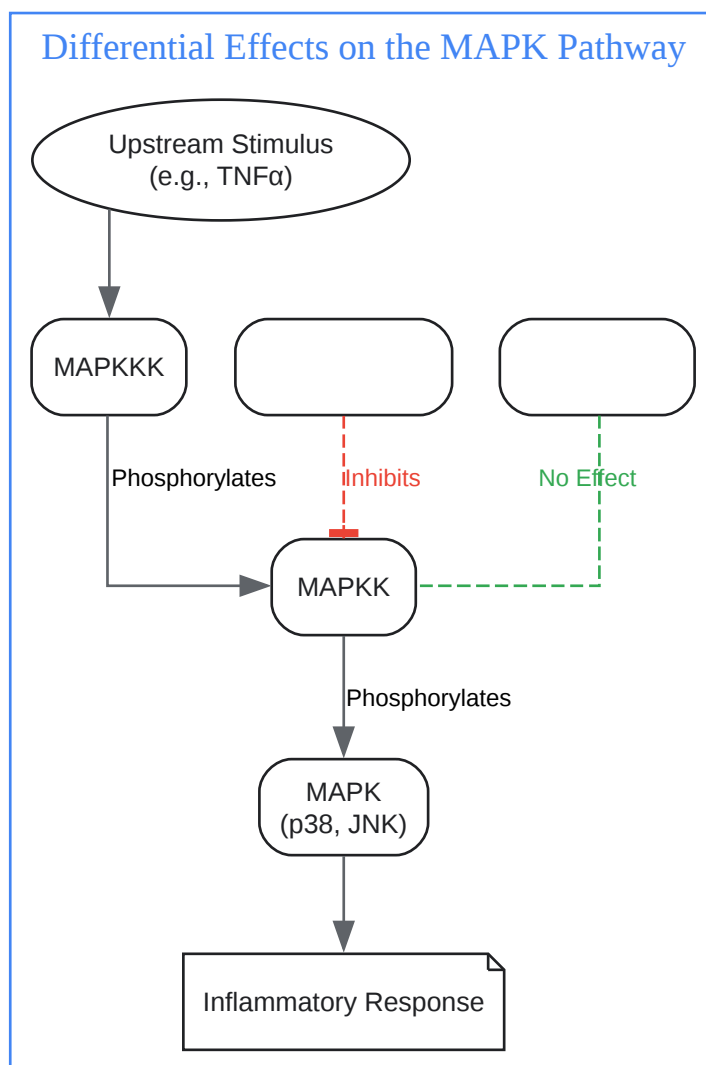 Differential Effects on the MAPK Pathway
Upstream Stimulus
(e.g., TNFα)
MAPKKK
Phosphorylates
Inhibits
No Effect
MAPKK
Phosphorylates
MAPK
(p38, JNK)
Inflammatory Response